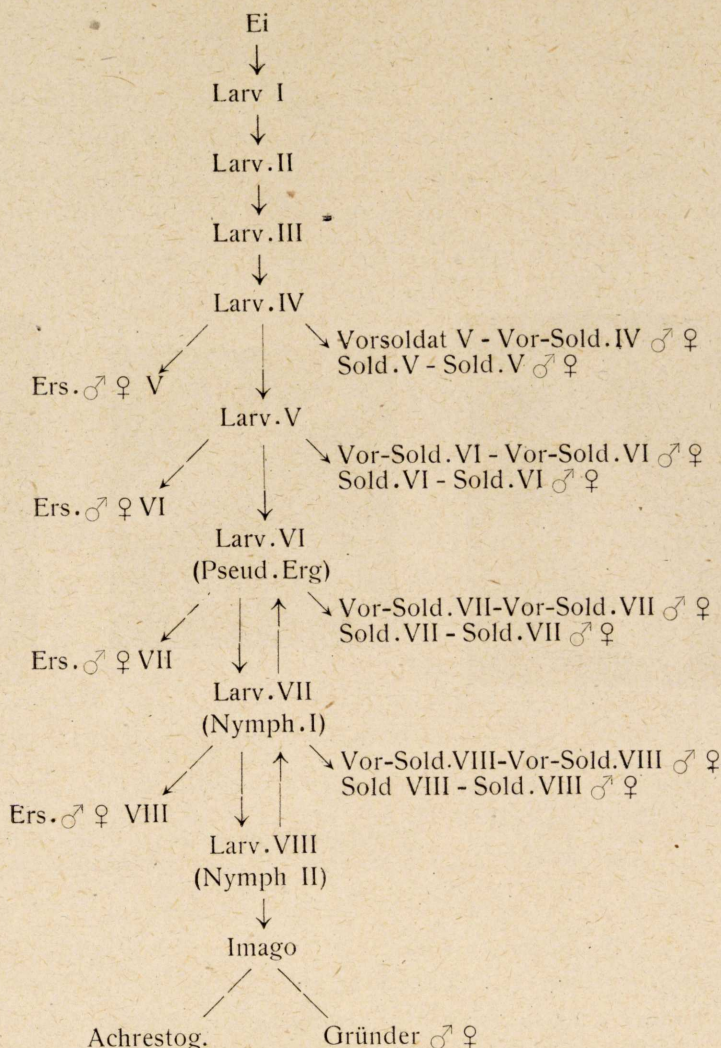 Ei
Larv I
Larv.II
Larv.III
Larv.IV
Vorsoldat V - Vor-Sold.IV ♂ ♀
Sold.V - Sold.V ♂ ♀
Ers.♂ ♀ V
Larv.V
Vor-Sold.VI - Vor-Sold.VI ♂ ♀
Sold.VI - Sold.VI ♂ ♀
Ers.♂ ♀ VI
Larv.VI
(Pseud.Erg)
Vor-Sold.VII-Vor-Sold.VII ♂ ♀
Sold.VII - Sold.VII ♂ ♀
Ers.♂ ♀ VII
Larv.VII
(Nymph.I)
Vor-Sold.VIII-Vor-Sold.VIII ♂ ♀
Sold VIII - Sold.VIII ♂ ♀
Ers.♂ ♀ VIII
Larv.VIII
(Nymph II)
Imago
Achrestog. Gründer ♂ ♀